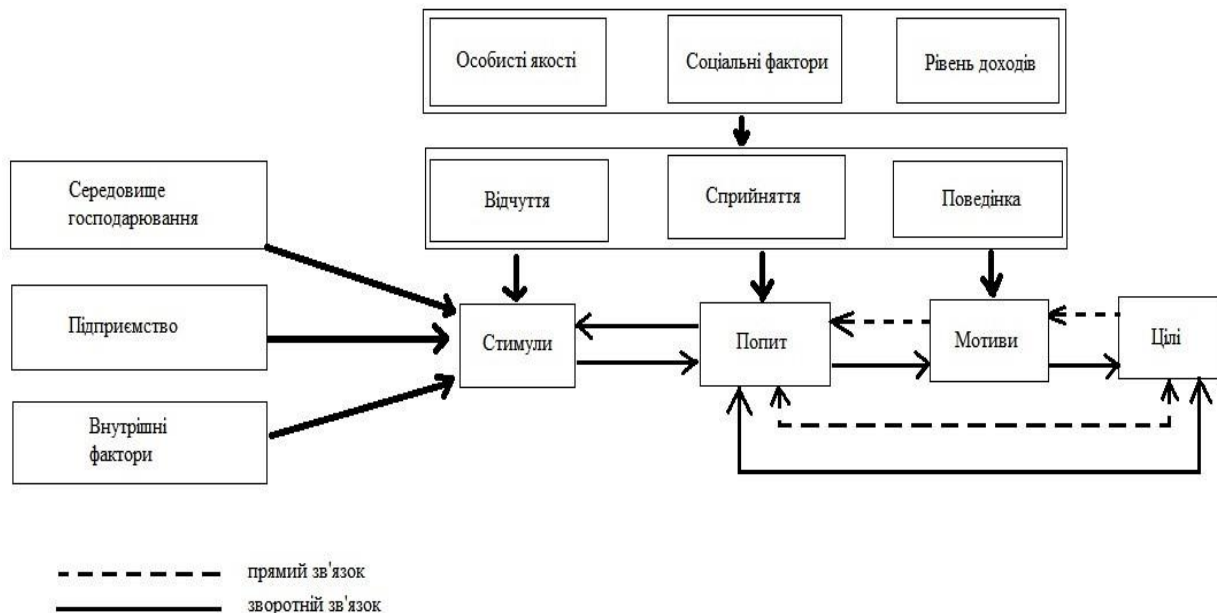 Особисті якості
Соціальні фактори
Рівень доходів
Відчуття
Сприйняття
Поведінка
Середовище
господарювання
Підприємство
Внутрішні
фактори
Стимули
Попит
Мотиви
Цілі
прямий зв'язок
зворотній зв'язок